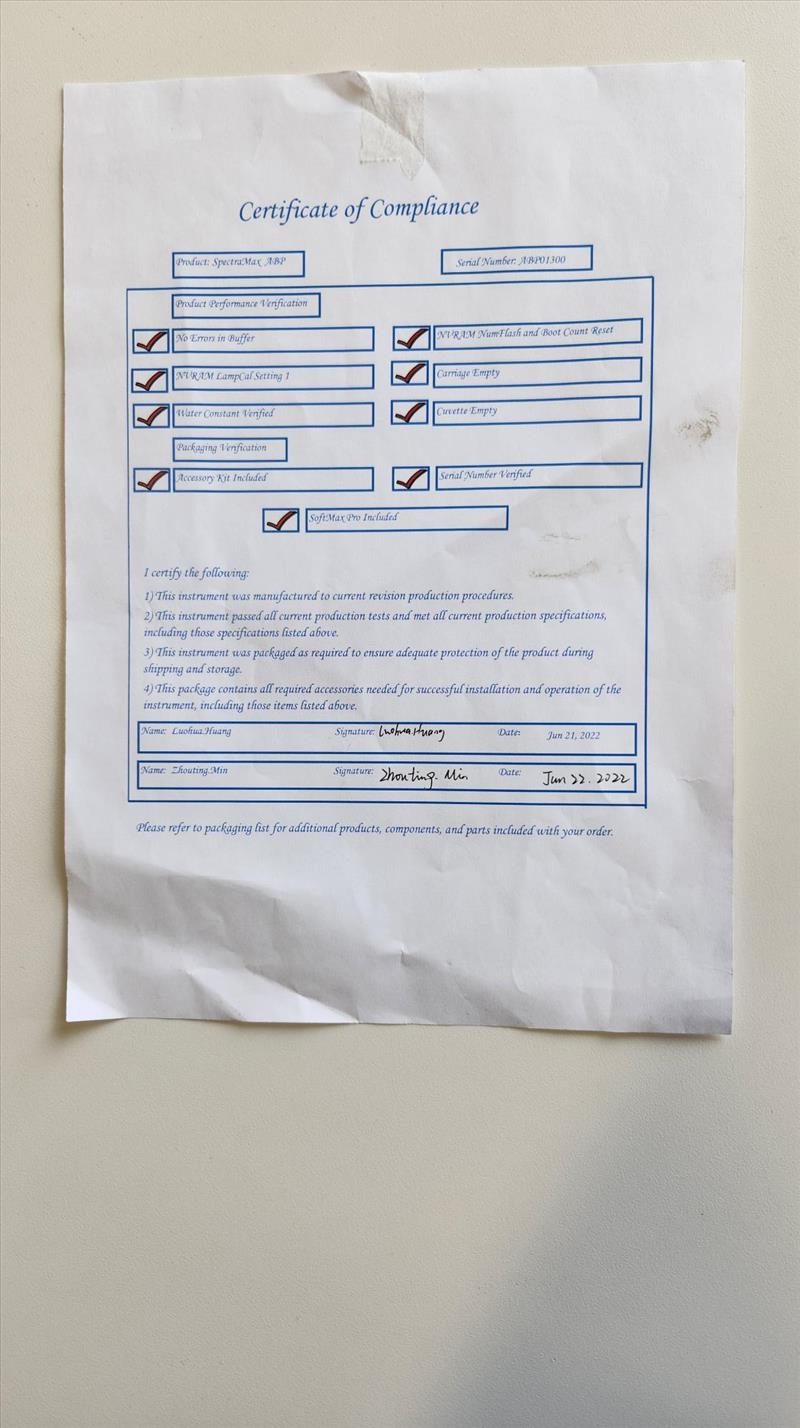 Certificate of Compliance
Product: SpectraMax ABP
Serial Number: ABP01300
Product Performance Verification
No Errors in Buffer
NVRAM NumFlash and Boot Count Reset
NVRAM LampCal Setting 1
Carriage Empty
Water Constant Verified
Cuvette Empty
Packaging Verification
Accessory Kit Included
Serial Number Verified
SoftMax Pro Included
I certify the following:
1) This instrument was manufactured to current revision production procedures.
2) This instrument passed all current production tests and met all current production specifications,
including those specifications listed above.
3) This instrument was packaged as required to ensure adequate protection of the product during
shipping and storage.
4) This package contains all required accessories needed for successful installation and operation of the
instrument, including those items listed above.
Name: Luohua.Huang Signature: Luohua.Huang Date: Jun 21, 2022
Name: Zhouting.Min Signature: Zhouting. Min Date: Jun 22. 2022
Please refer to packaging list for additional products, components, and parts included with your order.